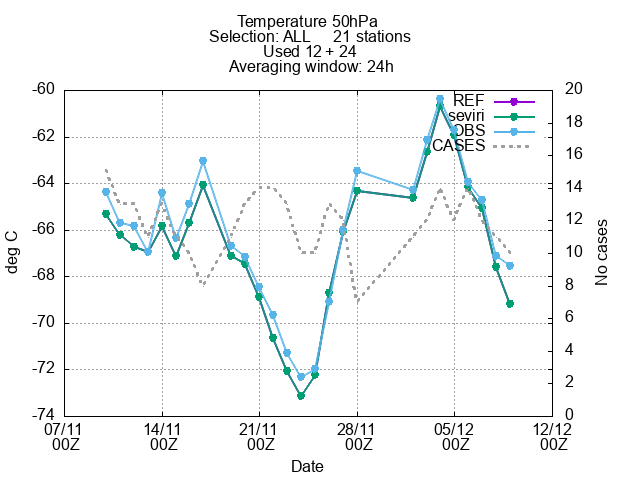 Temperature 50hPa
Selection: ALL     21 stations
Used 12 + 24
Averaging window: 24h
-60
-62
-64
-66
-68
-70
-72
-74
deg C
REF
seviri
OBS
CASES
20
18
16
14
12
10
8
6
4
2
0
No cases
07/11 14/11 21/11 28/11 05/12 12/12
00Z 00Z 00Z 00Z 00Z 00Z
Date